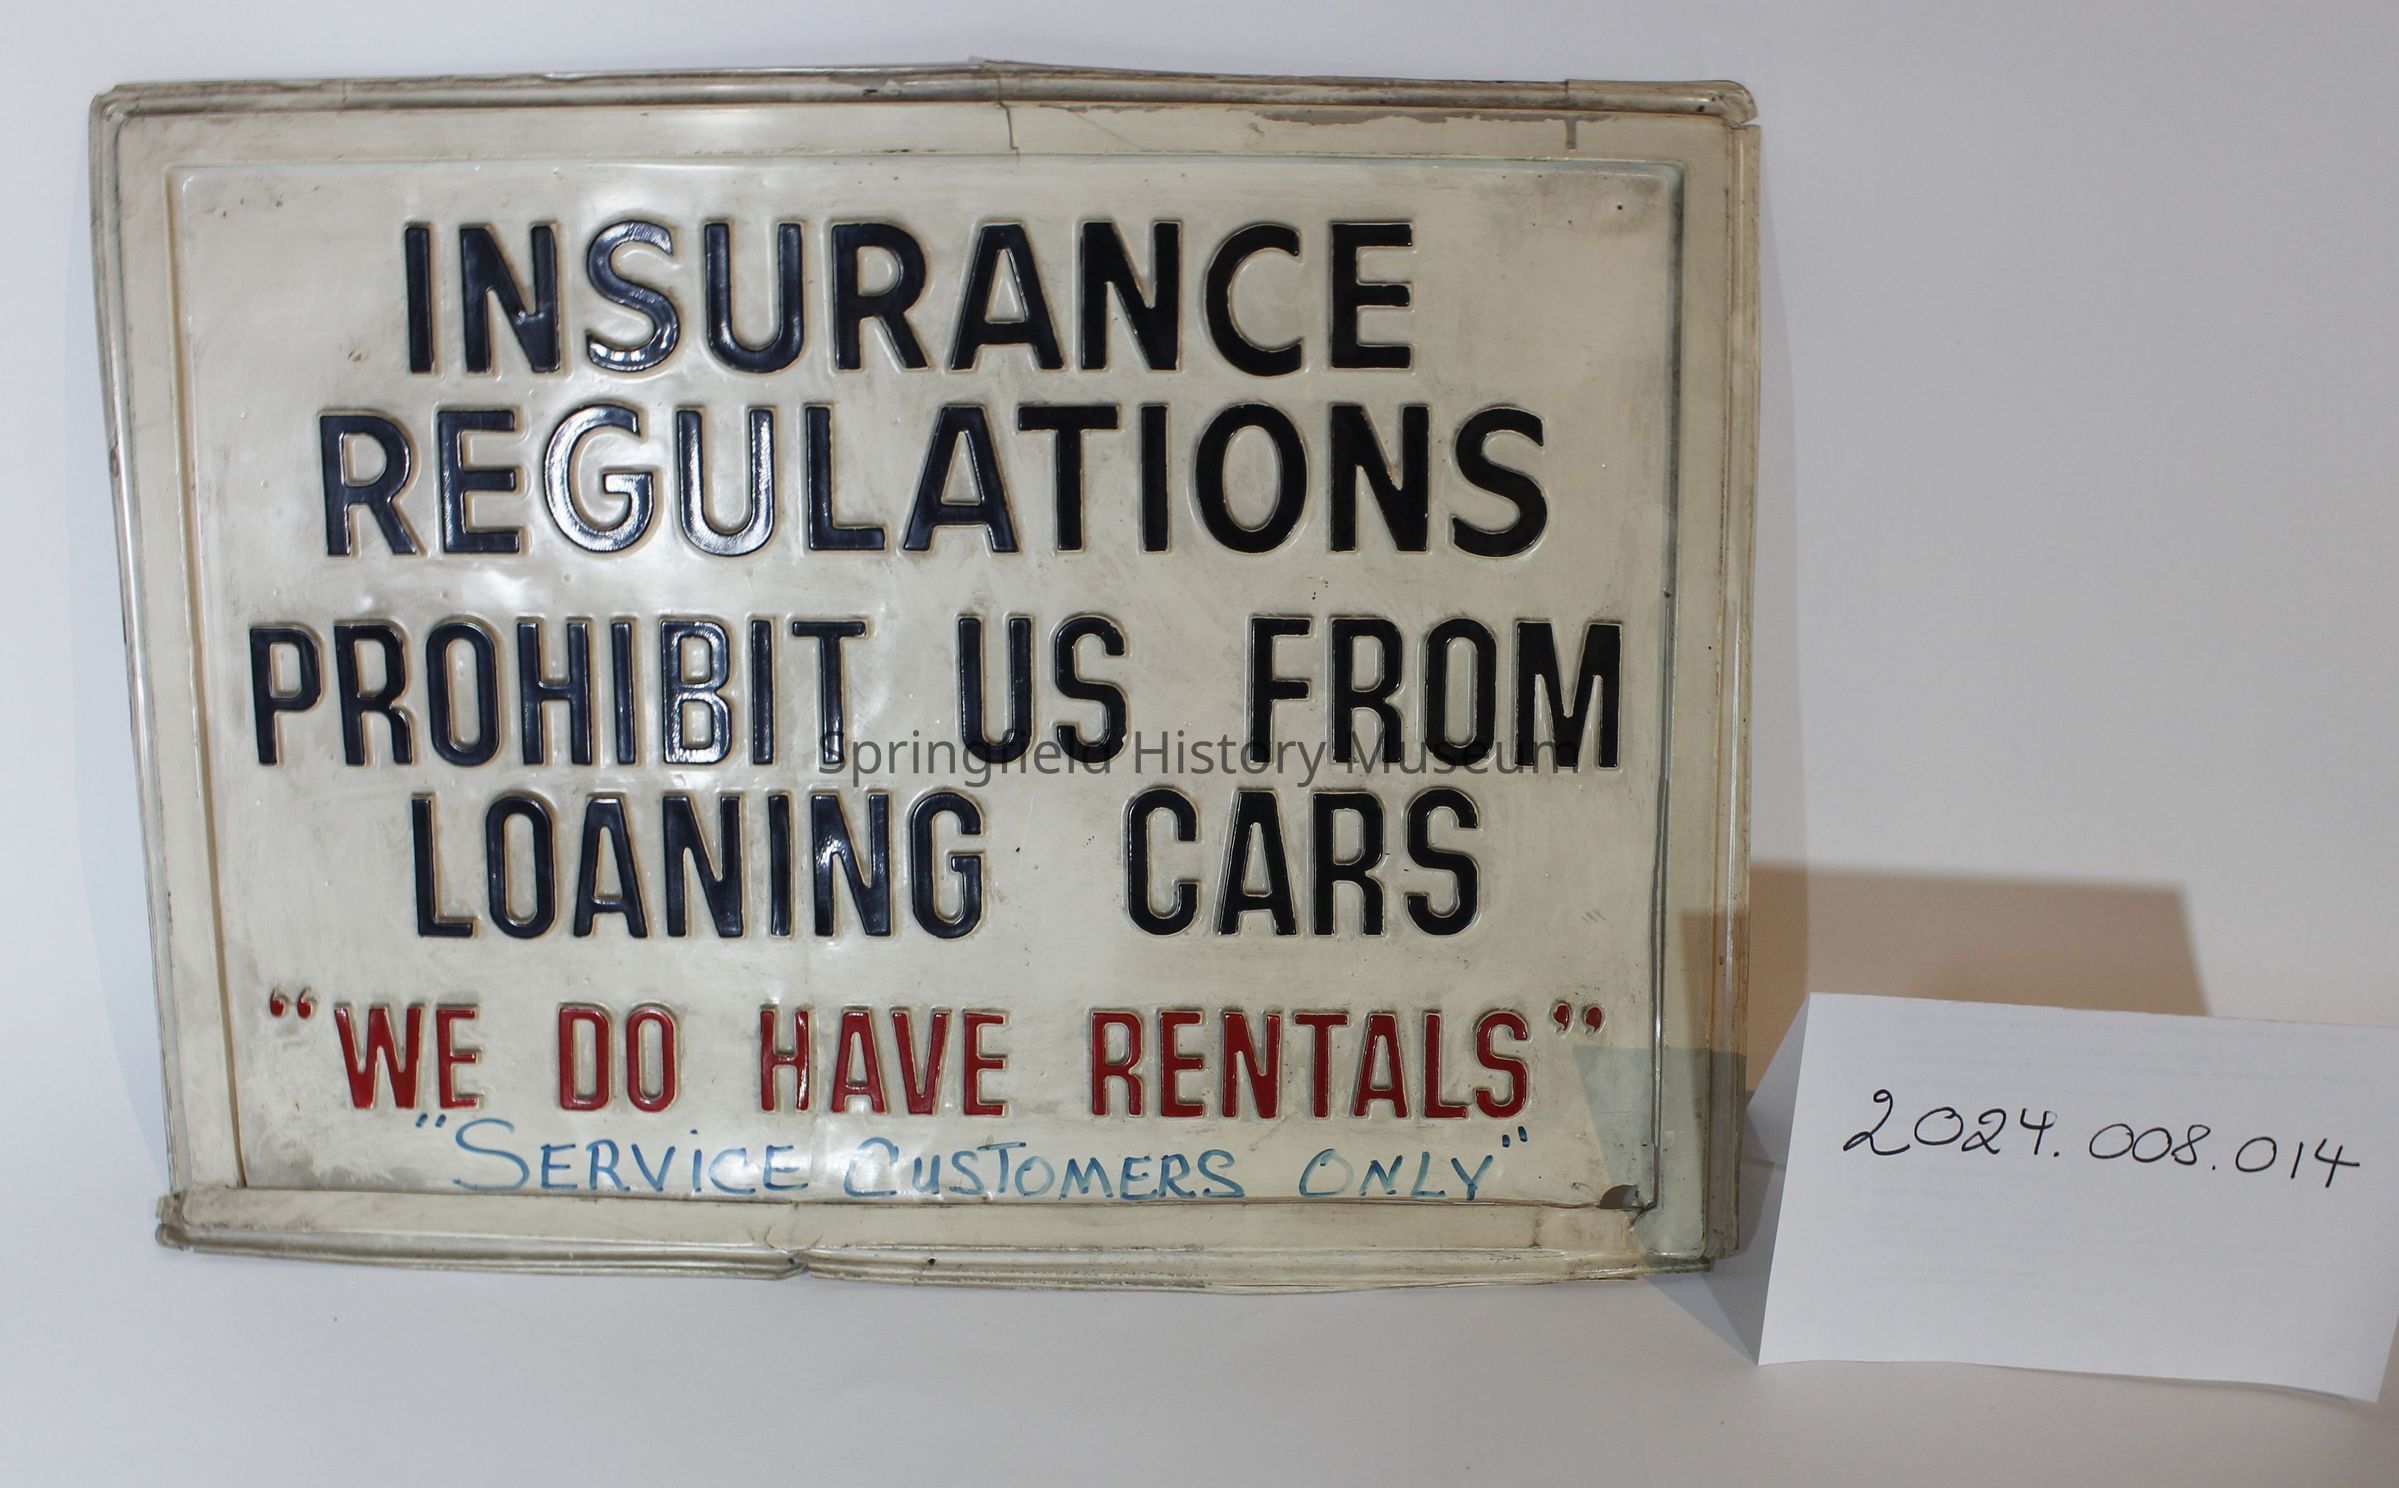 INSURANCE
REGULATIONS
PROHIBIT US FROM
LOANING CARS
“WE DO HAVE RENTALS”
"SERViCE CUSTOMERS ONLY"
Springfield History Museum
2024.008.014